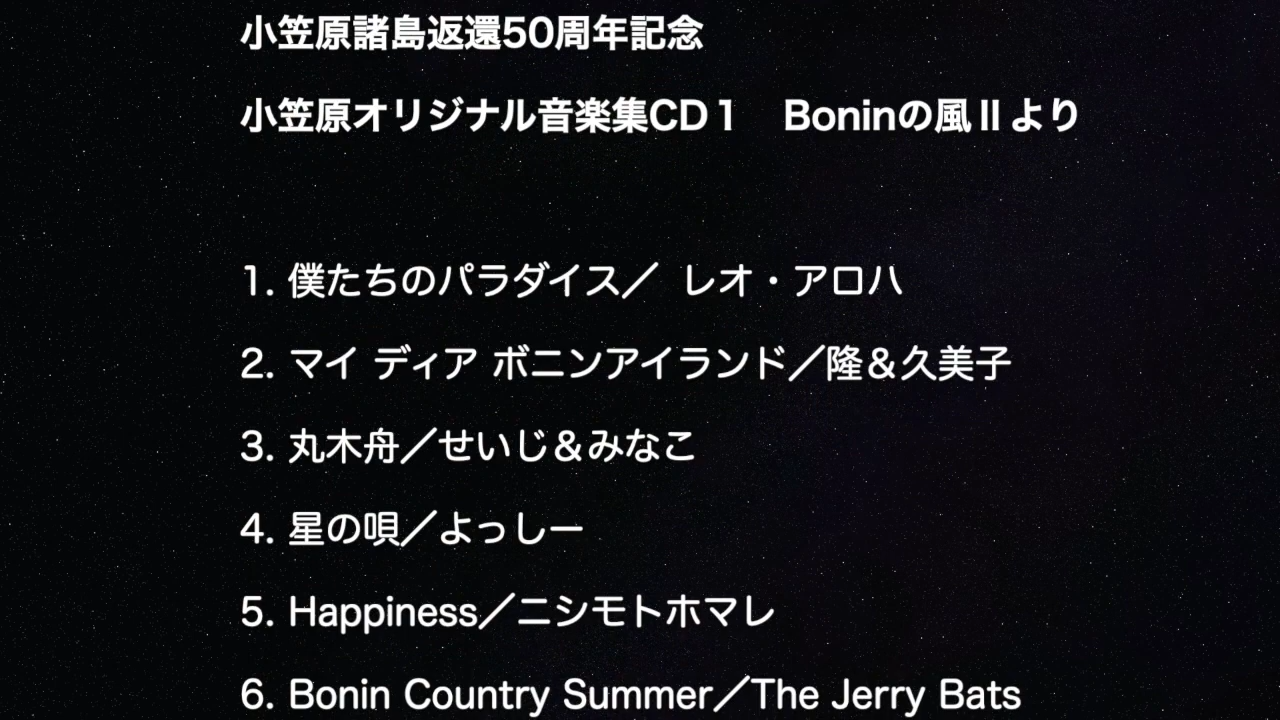 小笠原諸島返還50周年記念
小笠原オリジナル音楽集CD１　Boninの風Ⅱより
1. 僕たちのパラダイス／ レオ・アロハ
2. マイ ディア ボニンアイランド／隆＆久美子
3. 丸木舟／せいじ＆みなこ
4. 星の唄／よっしー
5. Happiness／ニシモトホマレ
6. Bonin Country Summer／The Jerry Bats